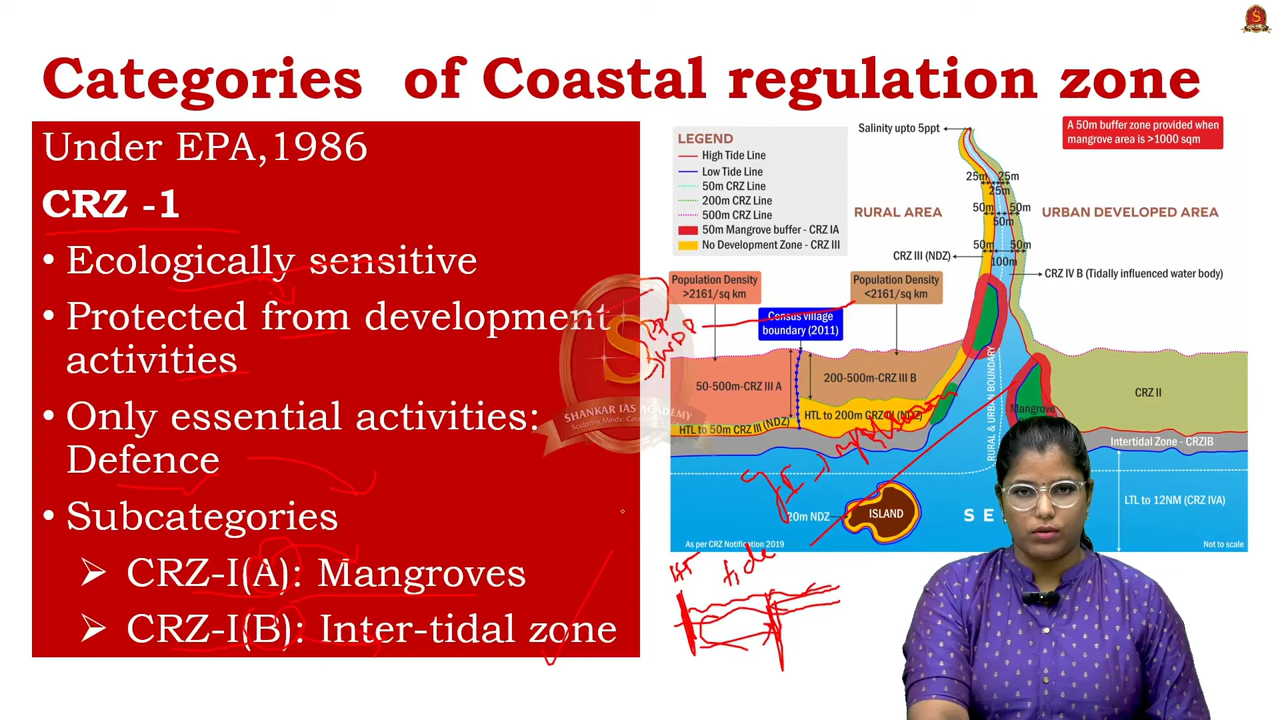 Categories of Coastal regulation zone
Under EPA,1986
CRZ -1
• Ecologically sensitive
• Protected from development
activities
• Only essential activities:
Defence
• Subcategories
➢ CRZ-I(A): Mangroves
➢ CRZ-I(B): Inter-tidal zone
LEGEND
High Tide Line
Low Tide Line
50m CRZ Line
200m CRZ Line
500m CRZ Line
50m Mangrove buffer - CRZ IA
No Development Zone - CRZ III
Salinity upto 5ppt
A 50m buffer zone provided when
mangrove area is >1000 sqm
25m 25m
25m
RURAL AREA
50m 50m
50m
URBAN DEVELOPED AREA
50m 50m
100m
CRZ III (NDZ)
CRZ IV B (Tidally influenced water body)
Population Density
>2161/sq km
Population Density
<2161/sq km
Census village
boundary (2011)
50-500m-CRZ III A
200-500m-CRZ III B
HTL to 50m CRZ III (NDZ)
HTL to 200m CRZ III (NDZ)
RURAL & URBAN BOUNDARY
Mangrove
CRZ II
Intertidal Zone - CRZIB
LTL to 12NM (CRZ IVA)
20m NDZ
ISLAND
S E
As per CRZ Notification 2019
Not to scale
SHANKAR IAS ACADEMY
tide